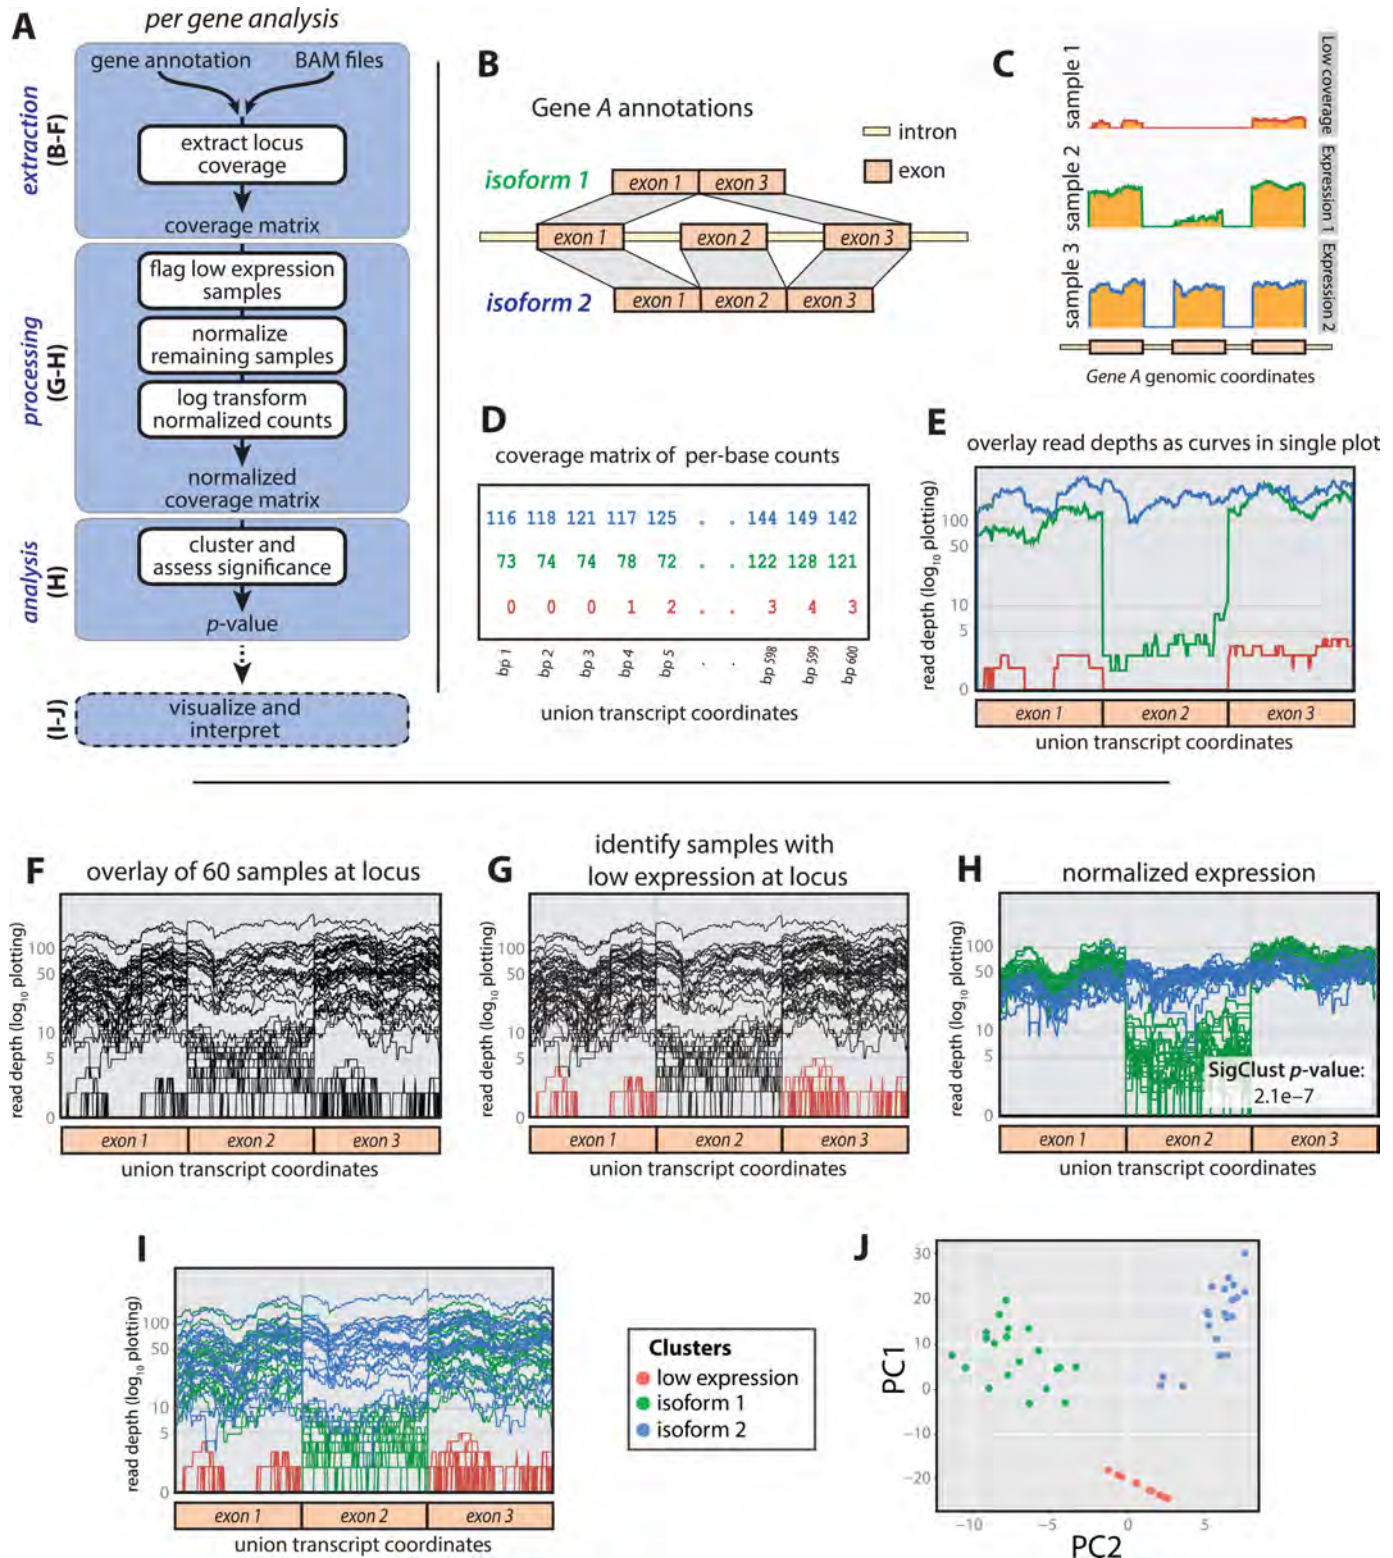 A
per gene analysis
gene annotation
BAM files
extract locus
coverage
coverage matrix
extraction
(B-F)
flag low expression
samples
normalize
remaining samples
log transform
normalized counts
normalized
coverage matrix
processing
(G-H)
cluster and
assess significance
p-value
analysis
(H)
visualize and
interpret
(I-J)
B
Gene A annotations
intron
exon
isoform 1
exon 1 exon 3
exon 1 exon 2 exon 3
isoform 2
exon 1 exon 2 exon 3
C
sample 1
Low coverage
sample 2
Expression 1
sample 3
Expression 2
Gene A genomic coordinates
D
coverage matrix of per-base counts
116 118 121 117 125 . . 144 149 142
73 74 74 78 72 . . 122 128 121
0 0 0 1 2 . . 3 4 3
bp 1 bp 2 bp 3 bp 4 bp 5 . . bp 598 bp 599 bp 600
union transcript coordinates
E
overlay read depths as curves in single plot
read depth (log10 plotting)
100
50
10
5
0
exon 1 exon 2 exon 3
union transcript coordinates
F
overlay of 60 samples at locus
read depth (log10 plotting)
100
50
10
5
0
exon 1 exon 2 exon 3
union transcript coordinates
G
identify samples with
low expression at locus
read depth (log10 plotting)
100
50
10
5
0
exon 1 exon 2 exon 3
union transcript coordinates
H
normalized expression
read depth (log10 plotting)
100
50
10
5
0
SigClust p-value:
2.1e−7
exon 1 exon 2 exon 3
union transcript coordinates
I
read depth (log10 plotting)
100
50
10
5
0
exon 1 exon 2 exon 3
union transcript coordinates
Clusters
low expression
isoform 1
isoform 2
J
PC1
30
20
10
0
−10
−20
−10 −5 0 5
PC2